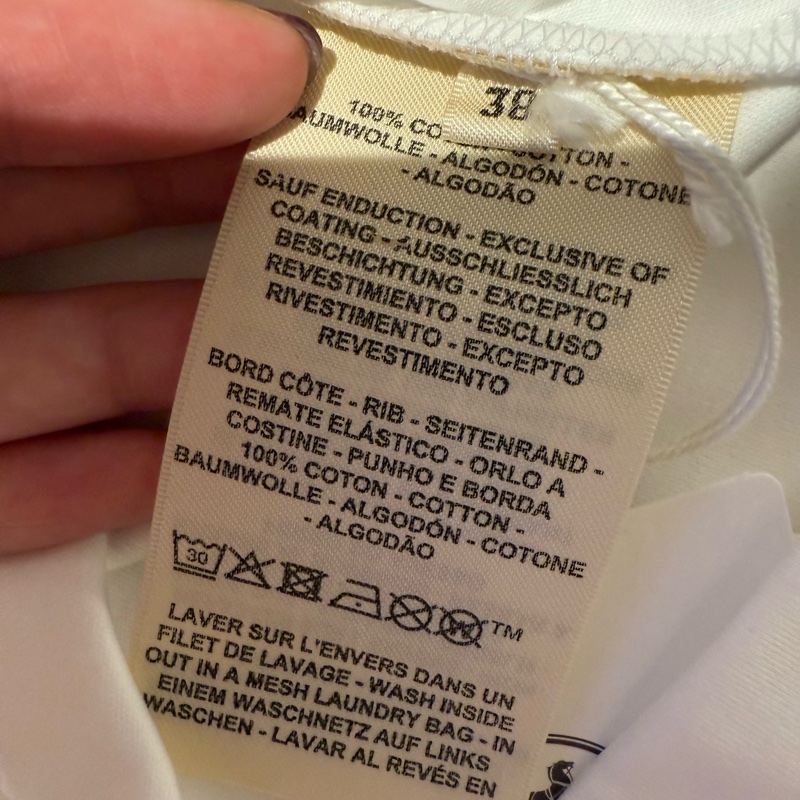 38
100% CO COTTON -
BAUMWOLLE - ALGODÓN - COTONE
- ALGODÃO
SAUF ENDUCTION - EXCLUSIVE OF
COATING - AUSSCHLIESSLICH
BESCHICHTUNG - EXCEPTO
REVESTIMIENTO - ESCLUSO
RIVESTIMENTO - EXCEPTO
REVESTIMENTO
BORD CÔTE - RIB - SEITENRAND -
REMATE ELÁSTICO - ORLO A
COSTINE - PUNHO E BORDA
100% COTON - COTTON -
BAUMWOLLE - ALGODÓN - COTONE
- ALGODÃO
30 W TM
LAVER SUR L'ENVERS DANS UN
FILET DE LAVAGE - WASH INSIDE
OUT IN A MESH LAUNDRY BAG - IN
EINEM WASCHNETZ AUF LINKS
WASCHEN - LAVAR AL REVÉS EN